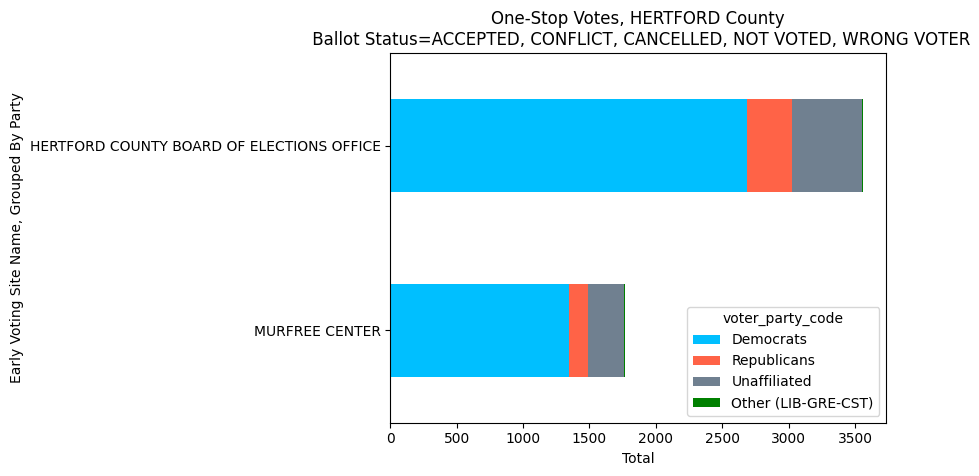 One-Stop Votes, HERTFORD County
Ballot Status=ACCEPTED, CONFLICT, CANCELLED, NOT VOTED, WRONG VOTER
Early Voting Site Name, Grouped By Party
HERTFORD COUNTY BOARD OF ELECTIONS OFFICE
MURFREE CENTER
voter_party_code
Democrats
Republicans
Unaffiliated
Other (LIB-GRE-CST)
0 500 1000 1500 2000 2500 3000 3500
Total